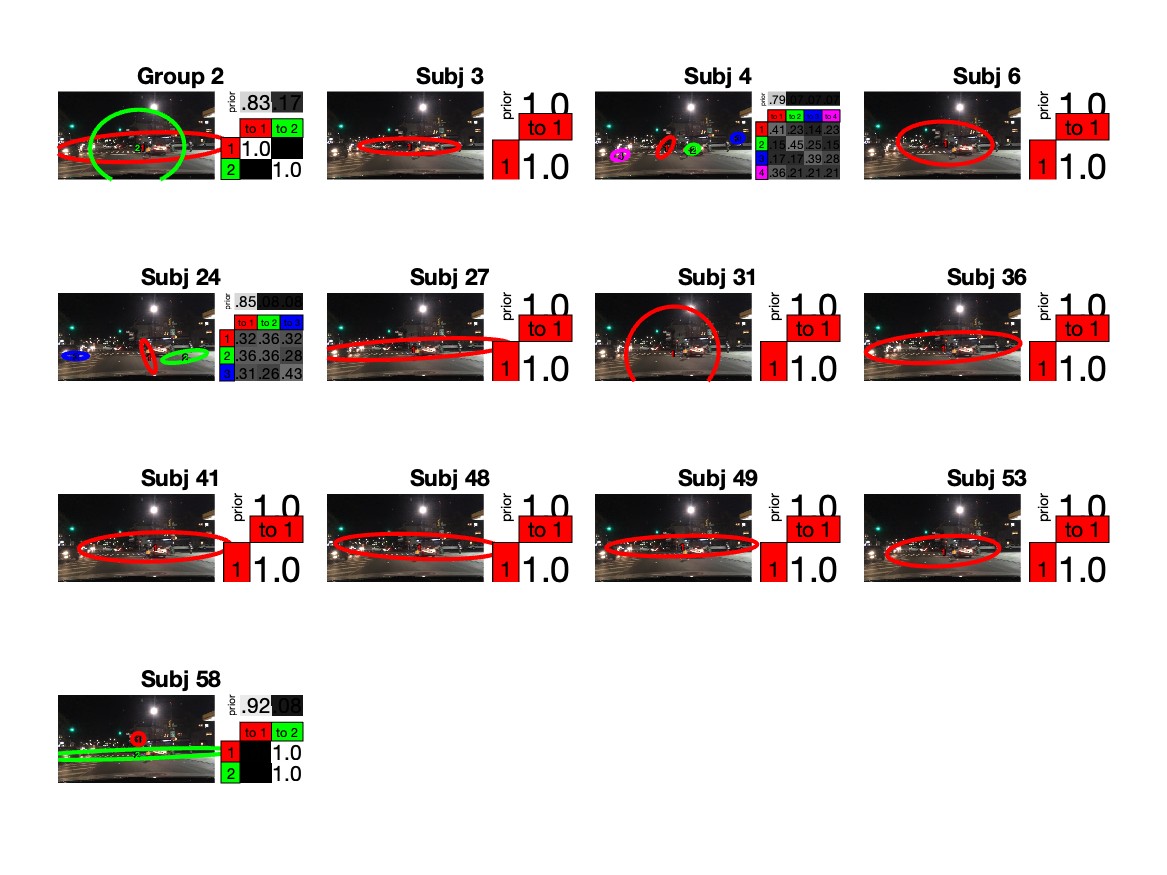 Group 2
prior .83 .17
to 1 to 2
1 1.0
2 1.0
Subj 3
prior 1.0
to 1
1 1.0
Subj 4
prior .79 .07 .07 .07
to 1 to 2 to 3 to 4
1 .41 .23 .14 .23
2 .15 .45 .25 .15
3 .17 .17 .39 .28
4 .36 .21 .21 .21
Subj 6
prior 1.0
to 1
1 1.0
Subj 24
prior .85 .08 .08
to 1 to 2 to 3
1 .32 .36 .32
2 .36 .36 .28
3 .31 .26 .43
Subj 27
prior 1.0
to 1
1 1.0
Subj 31
prior 1.0
to 1
1 1.0
Subj 36
prior 1.0
to 1
1 1.0
Subj 41
prior 1.0
to 1
1 1.0
Subj 48
prior 1.0
to 1
1 1.0
Subj 49
prior 1.0
to 1
1 1.0
Subj 53
prior 1.0
to 1
1 1.0
Subj 58
prior .92 .08
to 1 to 2
1 1.0
2 1.0